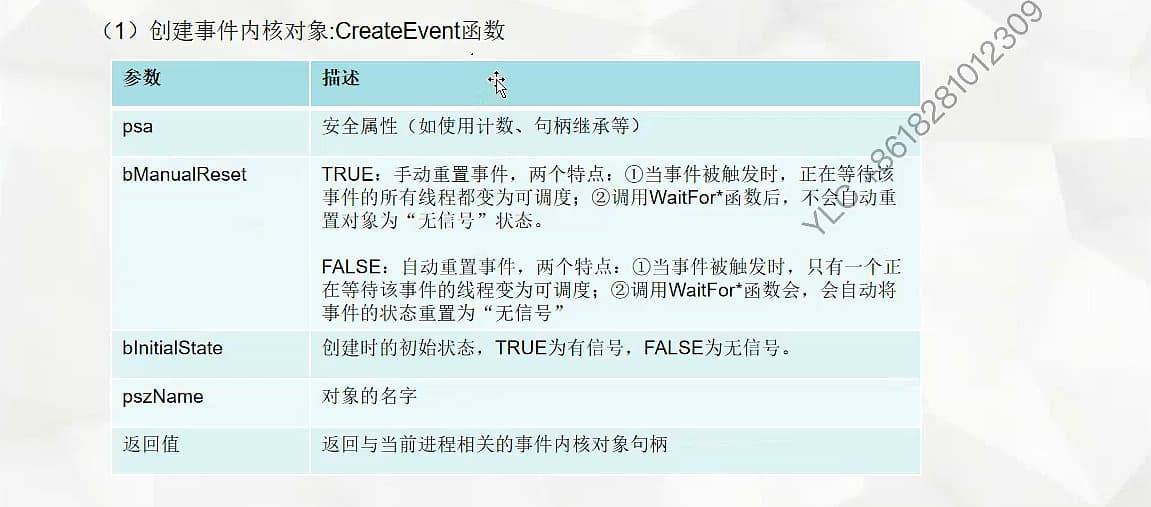 （1）创建事件内核对象:CreateEvent函数
参数
描述
psa
安全属性（如使用计数、句柄继承等）
bManualReset
TRUE：手动重置事件，两个特点：①当事件被触发时，正在等待该
事件的所有线程都变为可调度；②调用WaitFor*函数后，不会自动重
置对象为“无信号”状态。
FALSE：自动重置事件，两个特点：①当事件被触发时，只有一个正
在等待该事件的线程变为可调度；②调用WaitFor*函数会，会自动将
事件的状态重置为“无信号”
bInitialState
创建时的初始状态，TRUE为有信号，FALSE为无信号。
pszName
对象的名字
返回值
返回与当前进程相关的事件内核对象句柄